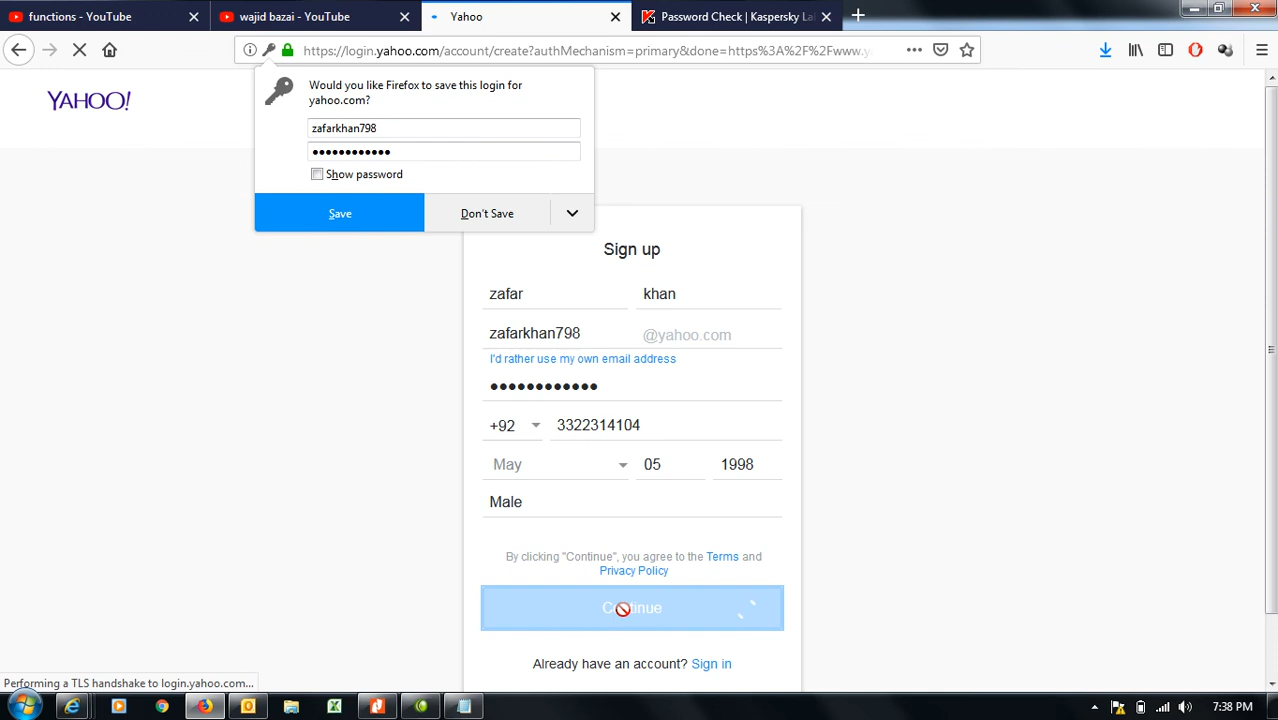 functions - YouTube
wajid bazai - YouTube
Yahoo
Password Check | Kaspersky La
https://login.yahoo.com/account/create?authMechanism=primary&done=https%3A%2F%2Fwww.y
YAHOO!
Would you like Firefox to save this login for
yahoo.com?
zafarkhan798
••••••••••••
Show password
Save
Don't Save
Sign up
zafar
khan
zafarkhan798
@yahoo.com
I'd rather use my own email address
••••••••••••
+92
3322314104
May
05
1998
Male
By clicking "Continue", you agree to the Terms and
Privacy Policy
Continue
Already have an account? Sign in
Performing a TLS handshake to login.yahoo.com...
7:38 PM